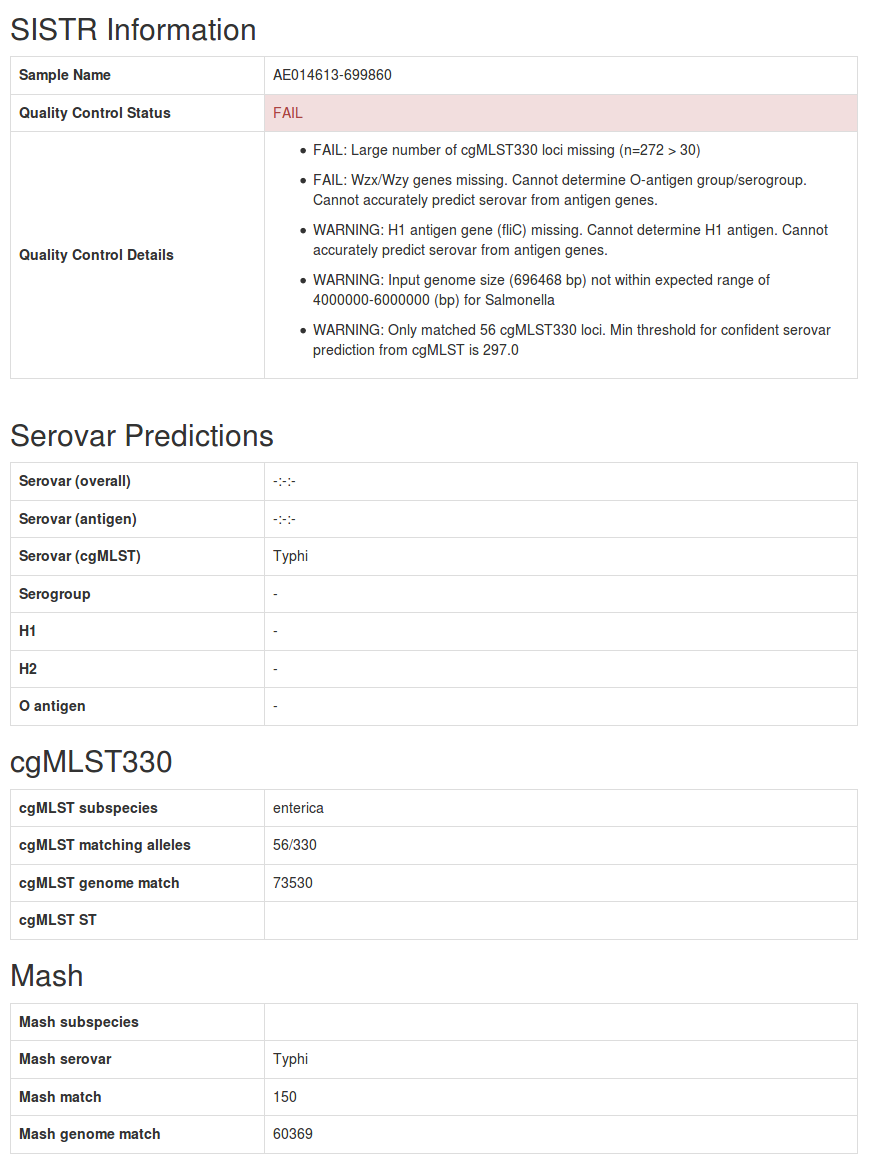 SISTR Information
Sample Name AE014613-699860
Quality Control Status FAIL
Quality Control Details
• FAIL: Large number of cgMLST330 loci missing (n=272 > 30)
• FAIL: Wzx/Wzy genes missing. Cannot determine O-antigen group/serogroup.
Cannot accurately predict serovar from antigen genes.
• WARNING: H1 antigen gene (fliC) missing. Cannot determine H1 antigen. Cannot
accurately predict serovar from antigen genes.
• WARNING: Input genome size (696468 bp) not within expected range of
4000000-6000000 (bp) for Salmonella
• WARNING: Only matched 56 cgMLST330 loci. Min threshold for confident serovar
prediction from cgMLST is 297.0
Serovar Predictions
Serovar (overall) -:-:-
Serovar (antigen) -:-:-
Serovar (cgMLST) Typhi
Serogroup -
H1 -
H2 -
O antigen -
cgMLST330
cgMLST subspecies enterica
cgMLST matching alleles 56/330
cgMLST genome match 73530
cgMLST ST
Mash
Mash subspecies
Mash serovar Typhi
Mash match 150
Mash genome match 60369